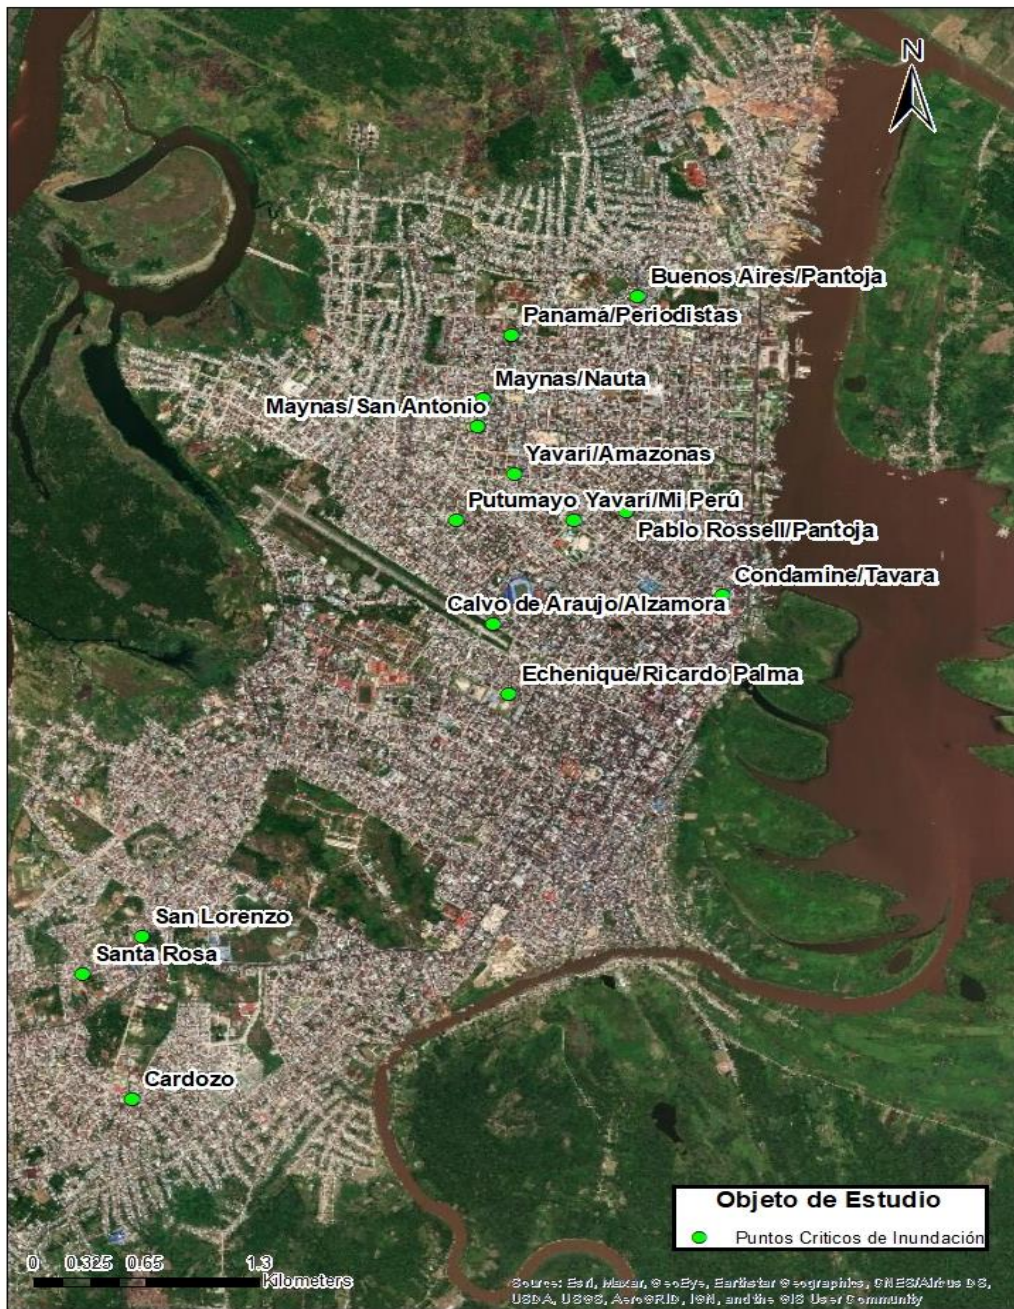 N
Buenos Aires/Pantoja
Panamá/Periodistas
Maynas/Nauta
Maynas/San Antonio
Yavarí/Amazonas
Putumayo Yavarí/Mi Perú
Pablo Rossell/Pantoja
Condamine/Tavara
Calvo de Araujo/Alzamora
Echenique/Ricardo Palma
San Lorenzo
Santa Rosa
Cardozo
Objeto de Estudio
Puntos Criticos de Inundación
0 0.325 0.65 1.3
Kilometers
Source: Esri, Maxar, GeoEye, Earthstar Geographics, CNES/Airbus DS,
USDA, USGS, AeroGRID, IGN, and the GIS User Community